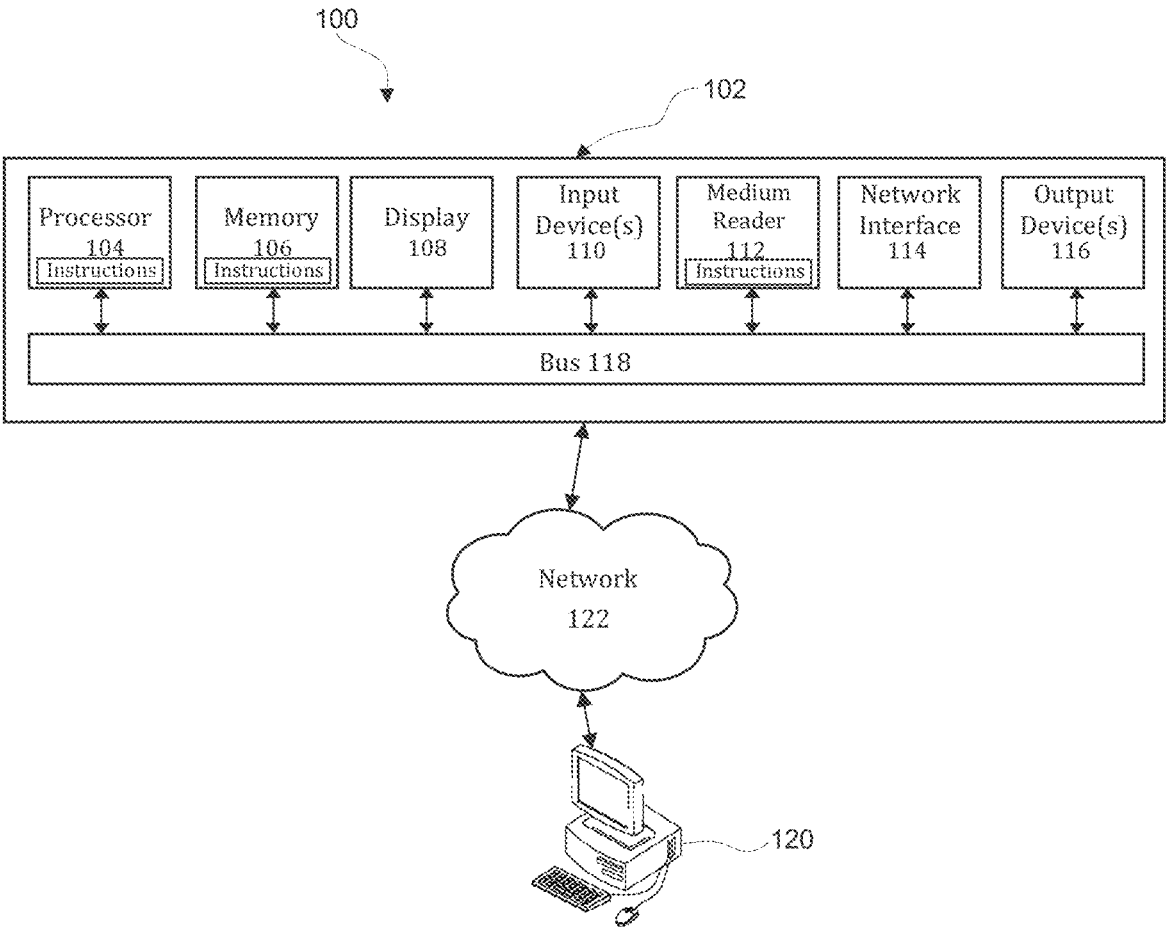 100
102
Processor
104
Instructions
Memory
106
Instructions
Display
108
Input
Device(s)
110
Medium
Reader
112
Instructions
Network
Interface
114
Output
Device(s)
116
Bus 118
Network
122
120